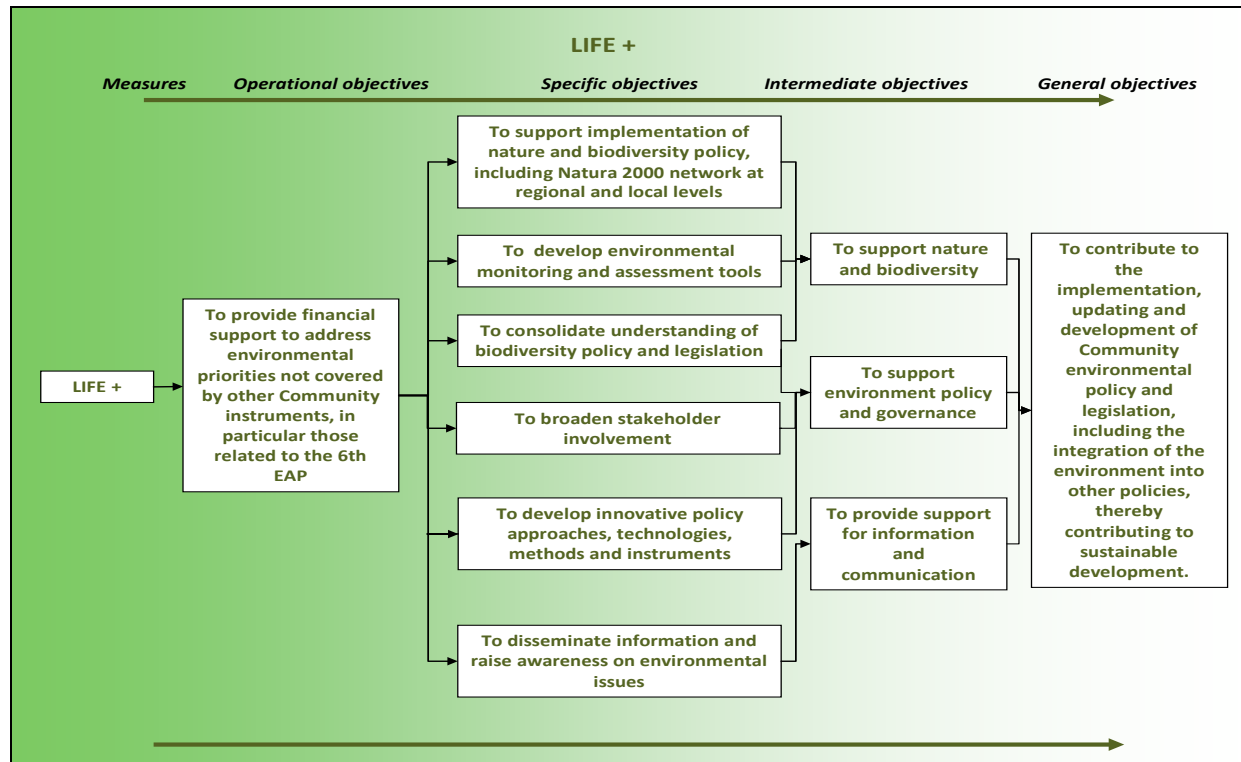 LIFE +
Measures
Operational objectives
Specific objectives
Intermediate objectives
General objectives
LIFE +
To provide financial
support to address
environmental
priorities not covered
by other Community
instruments, in
particular those
related to the 6th
EAP
To support implementation of
nature and biodiversity policy,
including Natura 2000 network at
regional and local levels
To develop environmental
monitoring and assessment tools
To consolidate understanding of
biodiversity policy and legislation
To broaden stakeholder
involvement
To develop innovative policy
approaches, technologies,
methods and instruments
To disseminate information and
raise awareness on environmental
issues
To support nature
and biodiversity
To support
environment policy
and governance
To provide support
for information
and
communication
To contribute to
the
implementation,
updating and
development of
Community
environmental
policy and
legislation,
including the
integration of the
environment into
other policies,
thereby
contributing to
sustainable
development.